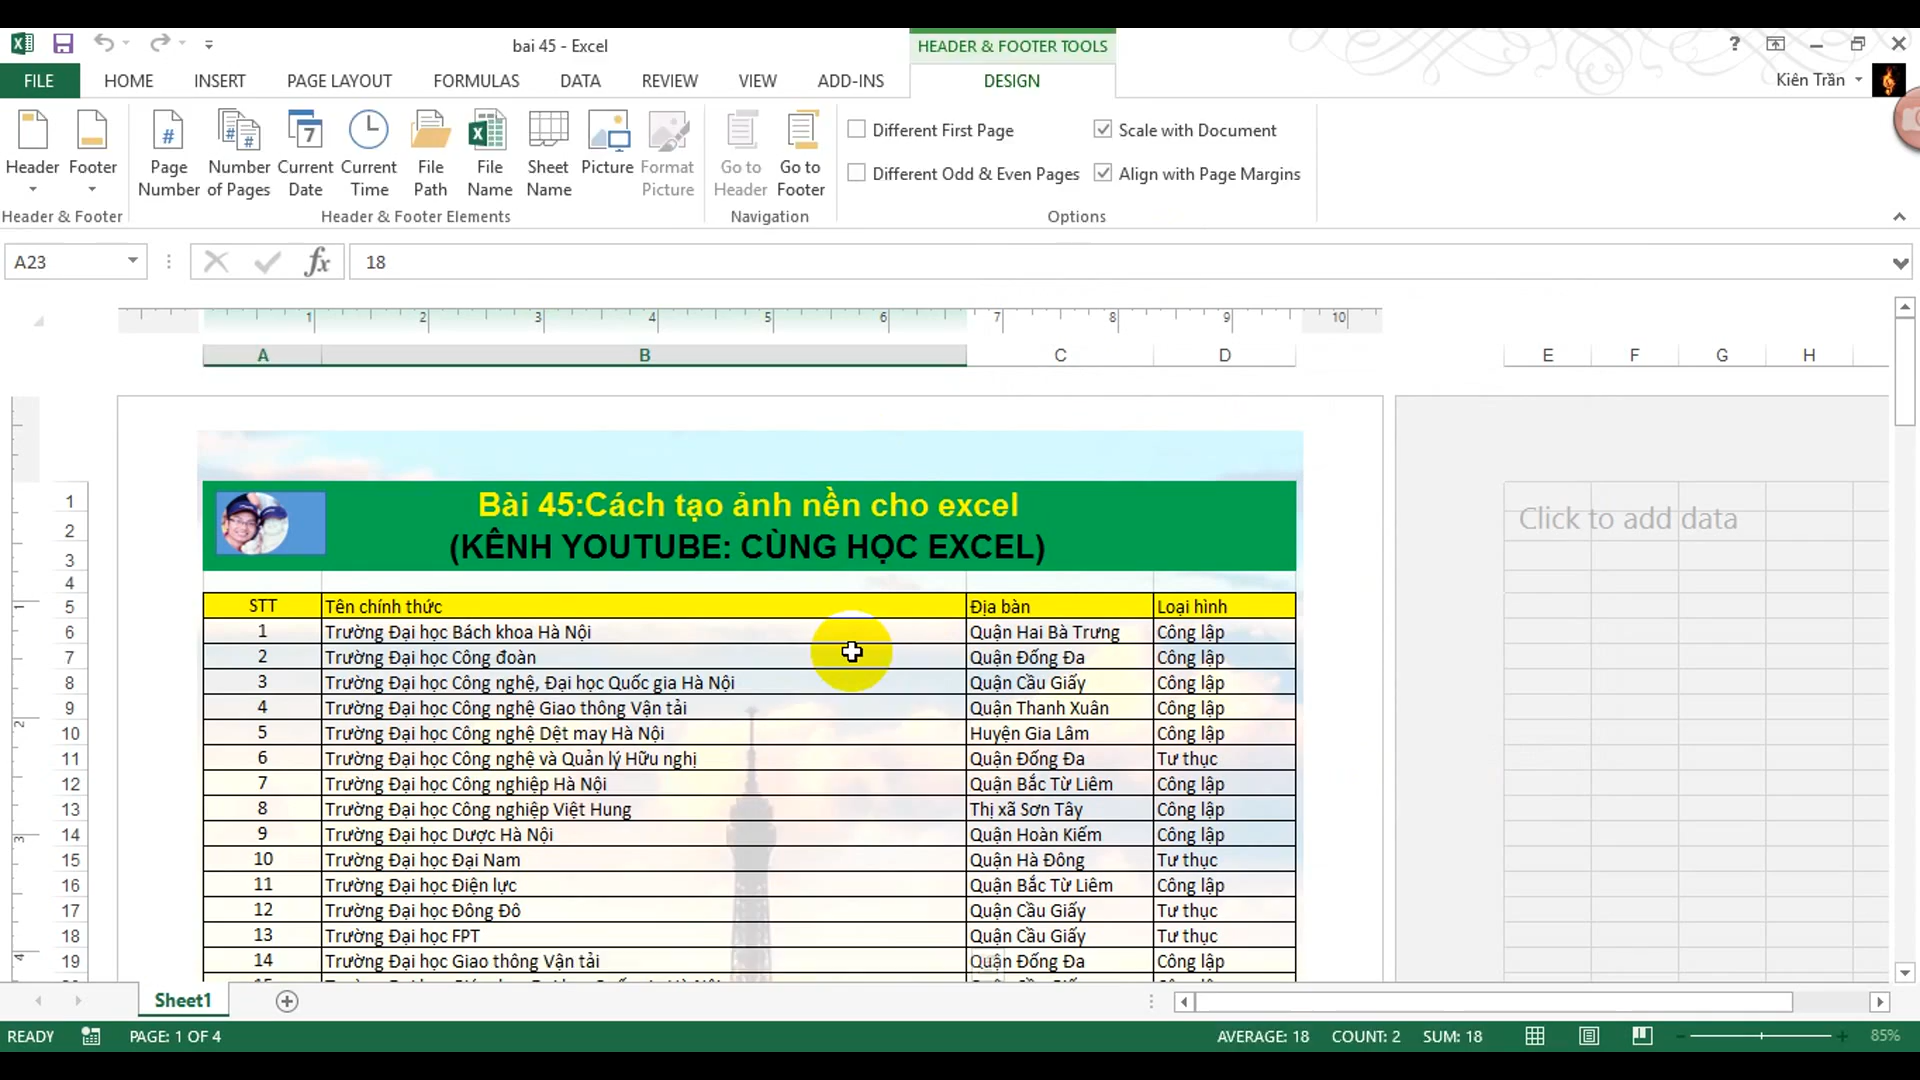 bai 45 - Excel
HEADER & FOOTER TOOLS
?
FILE HOME INSERT PAGE LAYOUT FORMULAS DATA REVIEW VIEW ADD-INS DESIGN Kiên Trần
Header Footer Page Number Number of Pages Current Date Current Time File Path File Name Sheet Name Picture Format Picture Go to Header Go to Footer
Different First Page Scale with Document
Different Odd & Even Pages Align with Page Margins
Header & Footer Header & Footer Elements Navigation Options
A23 fx 18
1 2 3 4 5 6 7 8 9 10
A B C D E F G H
1 Bài 45:Cách tạo ảnh nền cho excel
2 (KÊNH YOUTUBE: CÙNG HỌC EXCEL) Click to add data
3
4
5 STT Tên chính thức Địa bàn Loại hình
6 1 Trường Đại học Bách khoa Hà Nội Quận Hai Bà Trưng Công lập
7 2 Trường Đại học Công đoàn Quận Đống Đa Công lập
8 3 Trường Đại học Công nghệ, Đại học Quốc gia Hà Nội Quận Cầu Giấy Công lập
9 4 Trường Đại học Công nghệ Giao thông Vận tải Quận Thanh Xuân Công lập
10 5 Trường Đại học Công nghệ Dệt may Hà Nội Huyện Gia Lâm Công lập
11 6 Trường Đại học Công nghệ và Quản lý Hữu nghị Quận Đống Đa Tư thục
12 7 Trường Đại học Công nghiệp Hà Nội Quận Bắc Từ Liêm Công lập
13 8 Trường Đại học Công nghiệp Việt Hung Thị xã Sơn Tây Công lập
14 9 Trường Đại học Dược Hà Nội Quận Hoàn Kiếm Công lập
15 10 Trường Đại học Đại Nam Quận Hà Đông Tư thục
16 11 Trường Đại học Điện lực Quận Bắc Từ Liêm Công lập
17 12 Trường Đại học Đông Đô Quận Cầu Giấy Tư thục
18 13 Trường Đại học FPT Quận Cầu Giấy Tư thục
19 14 Trường Đại học Giao thông Vận tải Quận Đống Đa Công lập
Sheet1
READY PAGE: 1 OF 4 AVERAGE: 18 COUNT: 2 SUM: 18 85%